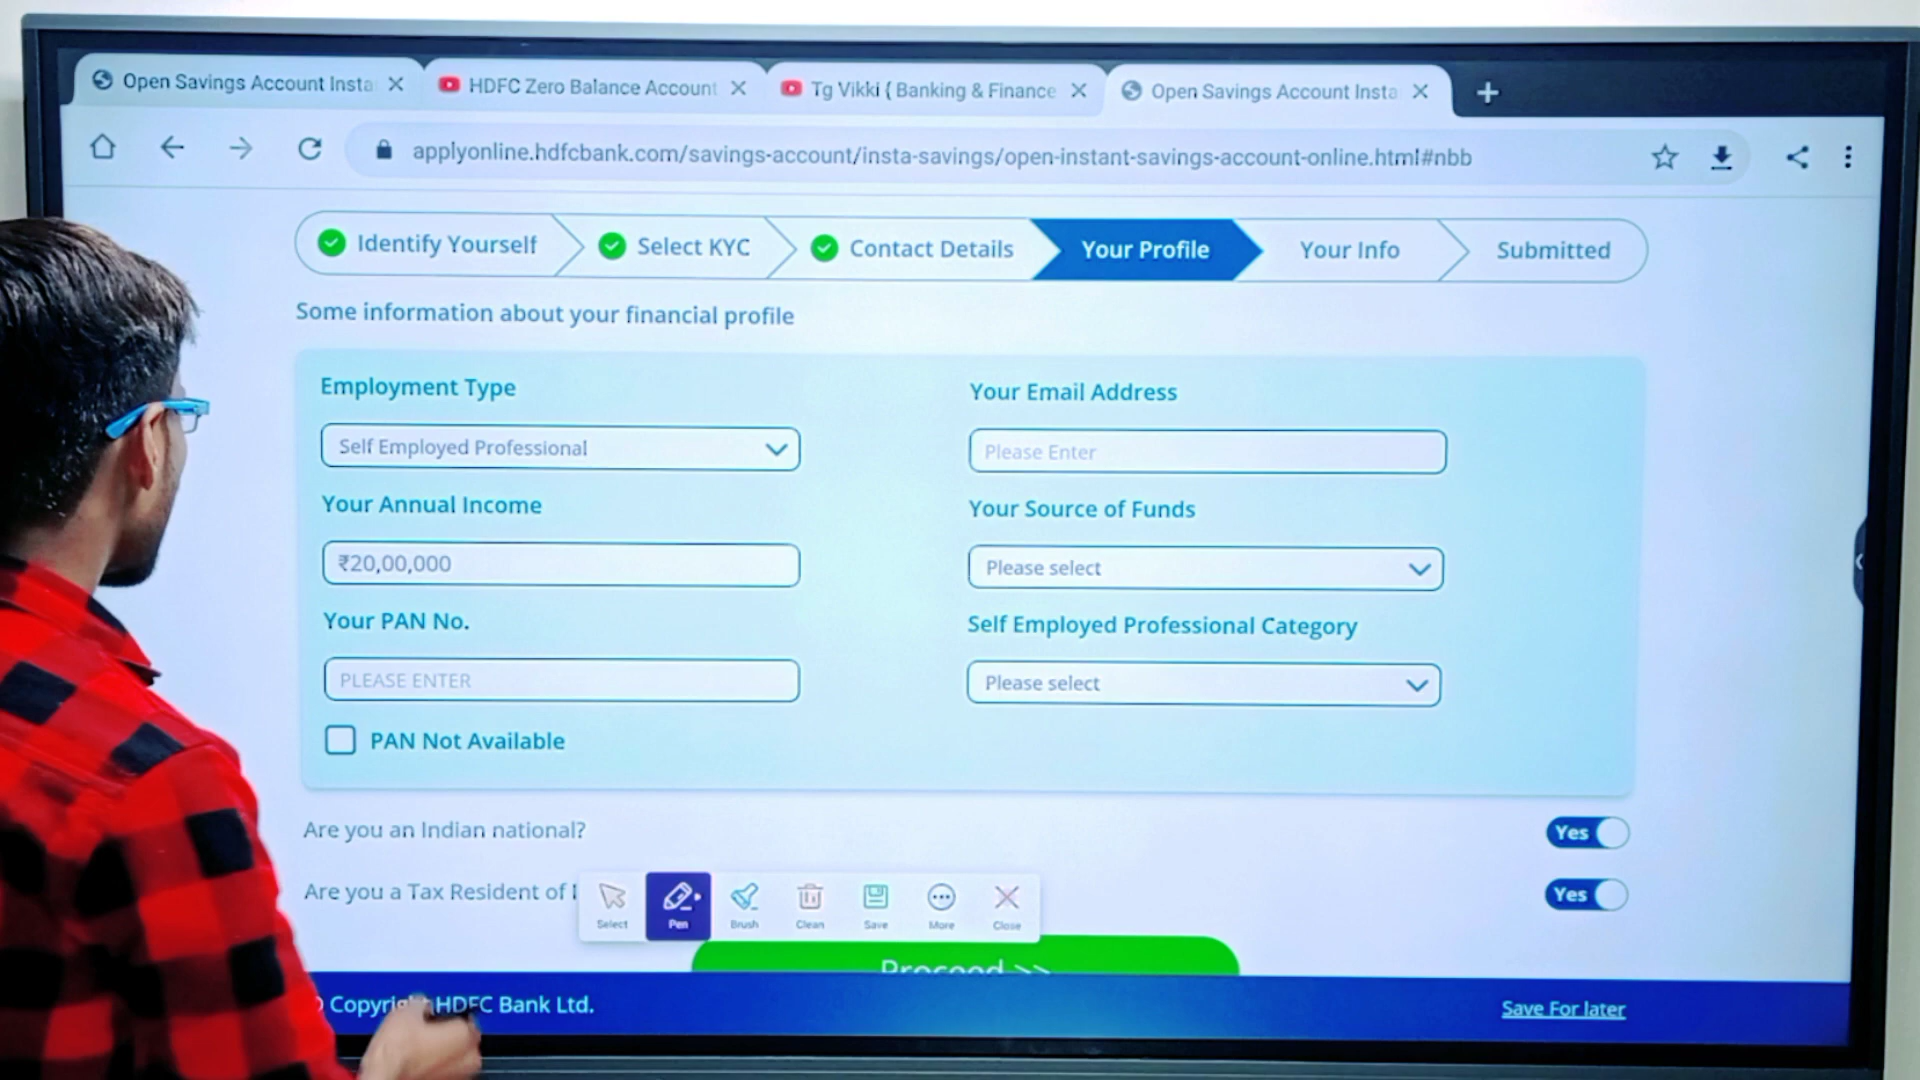 Open Savings Account Insta
HDFC Zero Balance Account
Tg Vikki ( Banking & Finance
Open Savings Account Insta
applyonline.hdfcbank.com/savings-account/insta-savings/open-instant-savings-account-online.html#nbb
Identify Yourself
Select KYC
Contact Details
Your Profile
Your Info
Submitted
Some information about your financial profile
Employment Type
Self Employed Professional
Your Email Address
Please Enter
Your Annual Income
₹20,00,000
Your Source of Funds
Please select
Your PAN No.
PLEASE ENTER
Self Employed Professional Category
Please select
PAN Not Available
Are you an Indian national?
Yes
Are you a Tax Resident of
Yes
Select
Pen
Brush
Clean
Save
More
Close
Proceed >>
Copyright HDFC Bank Ltd.
Save For later